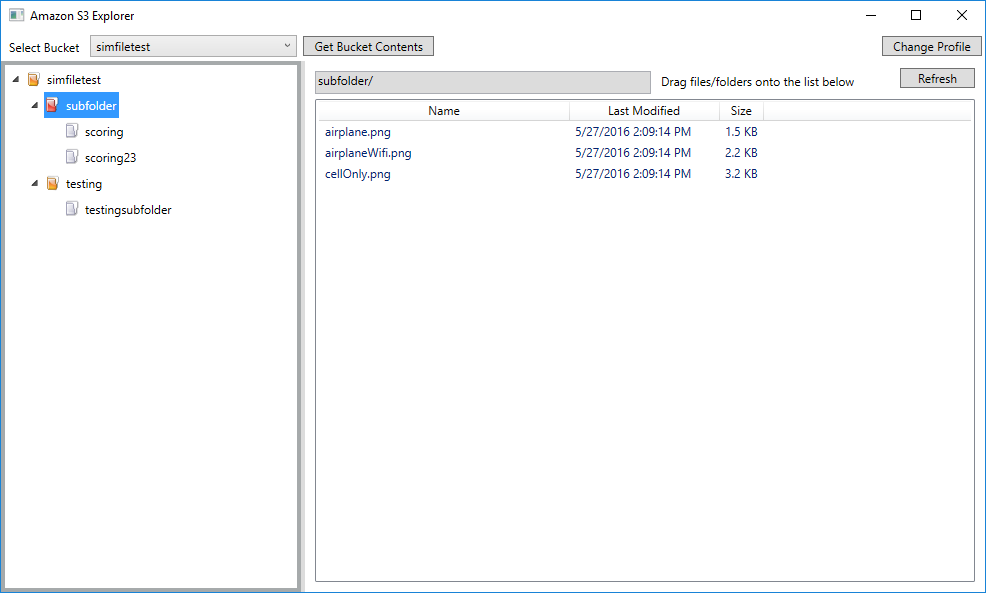 Amazon S3 Explorer
Select Bucket simfiletest Get Bucket Contents Change Profile
simfiletest
subfolder
scoring
scoring23
testing
testingsubfolder
subfolder/ Drag files/folders onto the list below Refresh
Name Last Modified Size
airplane.png 5/27/2016 2:09:14 PM 1.5 KB
airplaneWifi.png 5/27/2016 2:09:14 PM 2.2 KB
cellOnly.png 5/27/2016 2:09:14 PM 3.2 KB